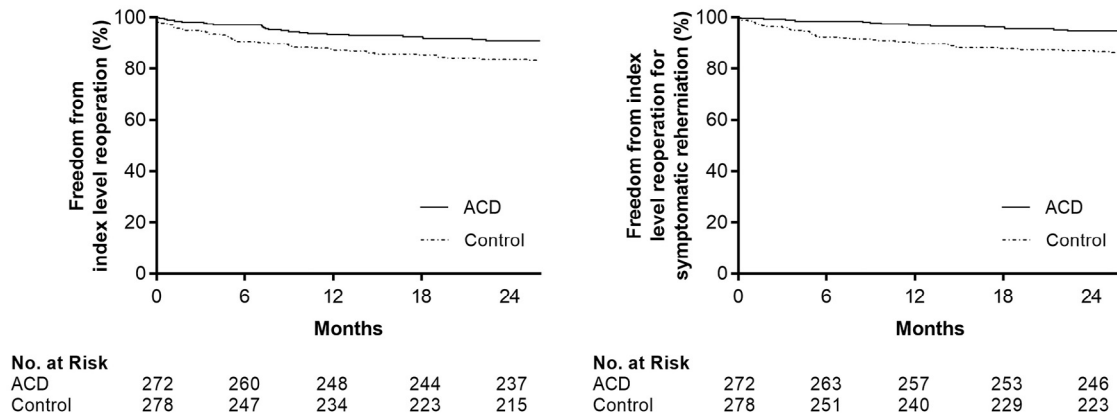 Freedom from
index level reoperation (%)
100
80
60
40
20
0
ACD
Control
0 6 12 18 24
Months
No. at Risk
ACD 272 260 248 244 237
Control 278 247 234 223 215
Freedom from index
level reoperation for
symptomatic reherniation (%)
100
80
60
40
20
0
ACD
Control
0 6 12 18 24
Months
No. at Risk
ACD 272 263 257 253 246
Control 278 251 240 229 223